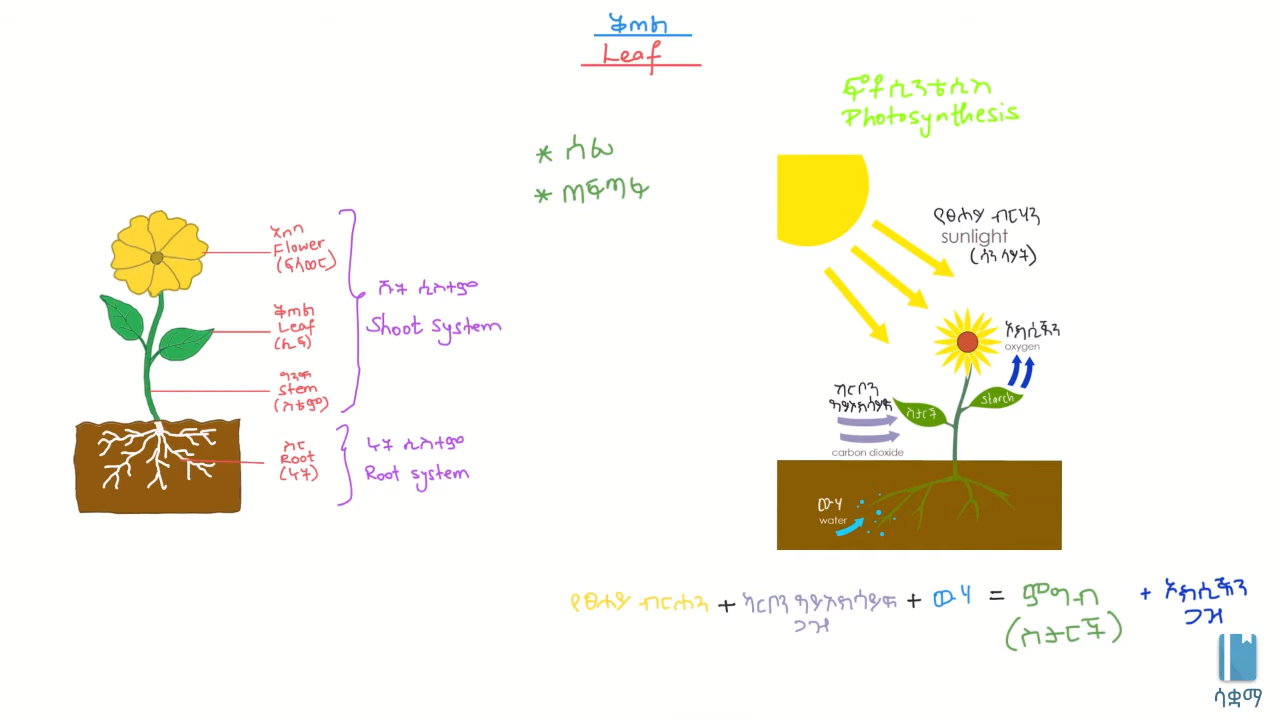 ቅጠል
Leaf
ፎቶሲንቴሲስ
Photosynthesis
* ሳል
* ጣፍጣፋ
አበባ
Flower
(ፍላወር)
ቅጠል
Leaf
(ሊፍ)
ግንድ
Stem
(ስቴም)
ስር
Root
(ሩት)
ሹት ሲስተም
Shoot system
ሩት ሲስተም
Root system
የፀሐይ ብርሃን
sunlight
(ሳን ላይት)
ኦክሲጅን
oxygen
ካርቦን
ዳይኦክሳይድ
carbon dioxide
ስታርች
starch
ውሃ
water
የፀሐይ ብርሐን + ካርቦን ዳይኦክሳይድ ጋዝ + ውሃ = ምግብ (ስታርች) + ኦክሲጅን ጋዝ
ሳቋማ